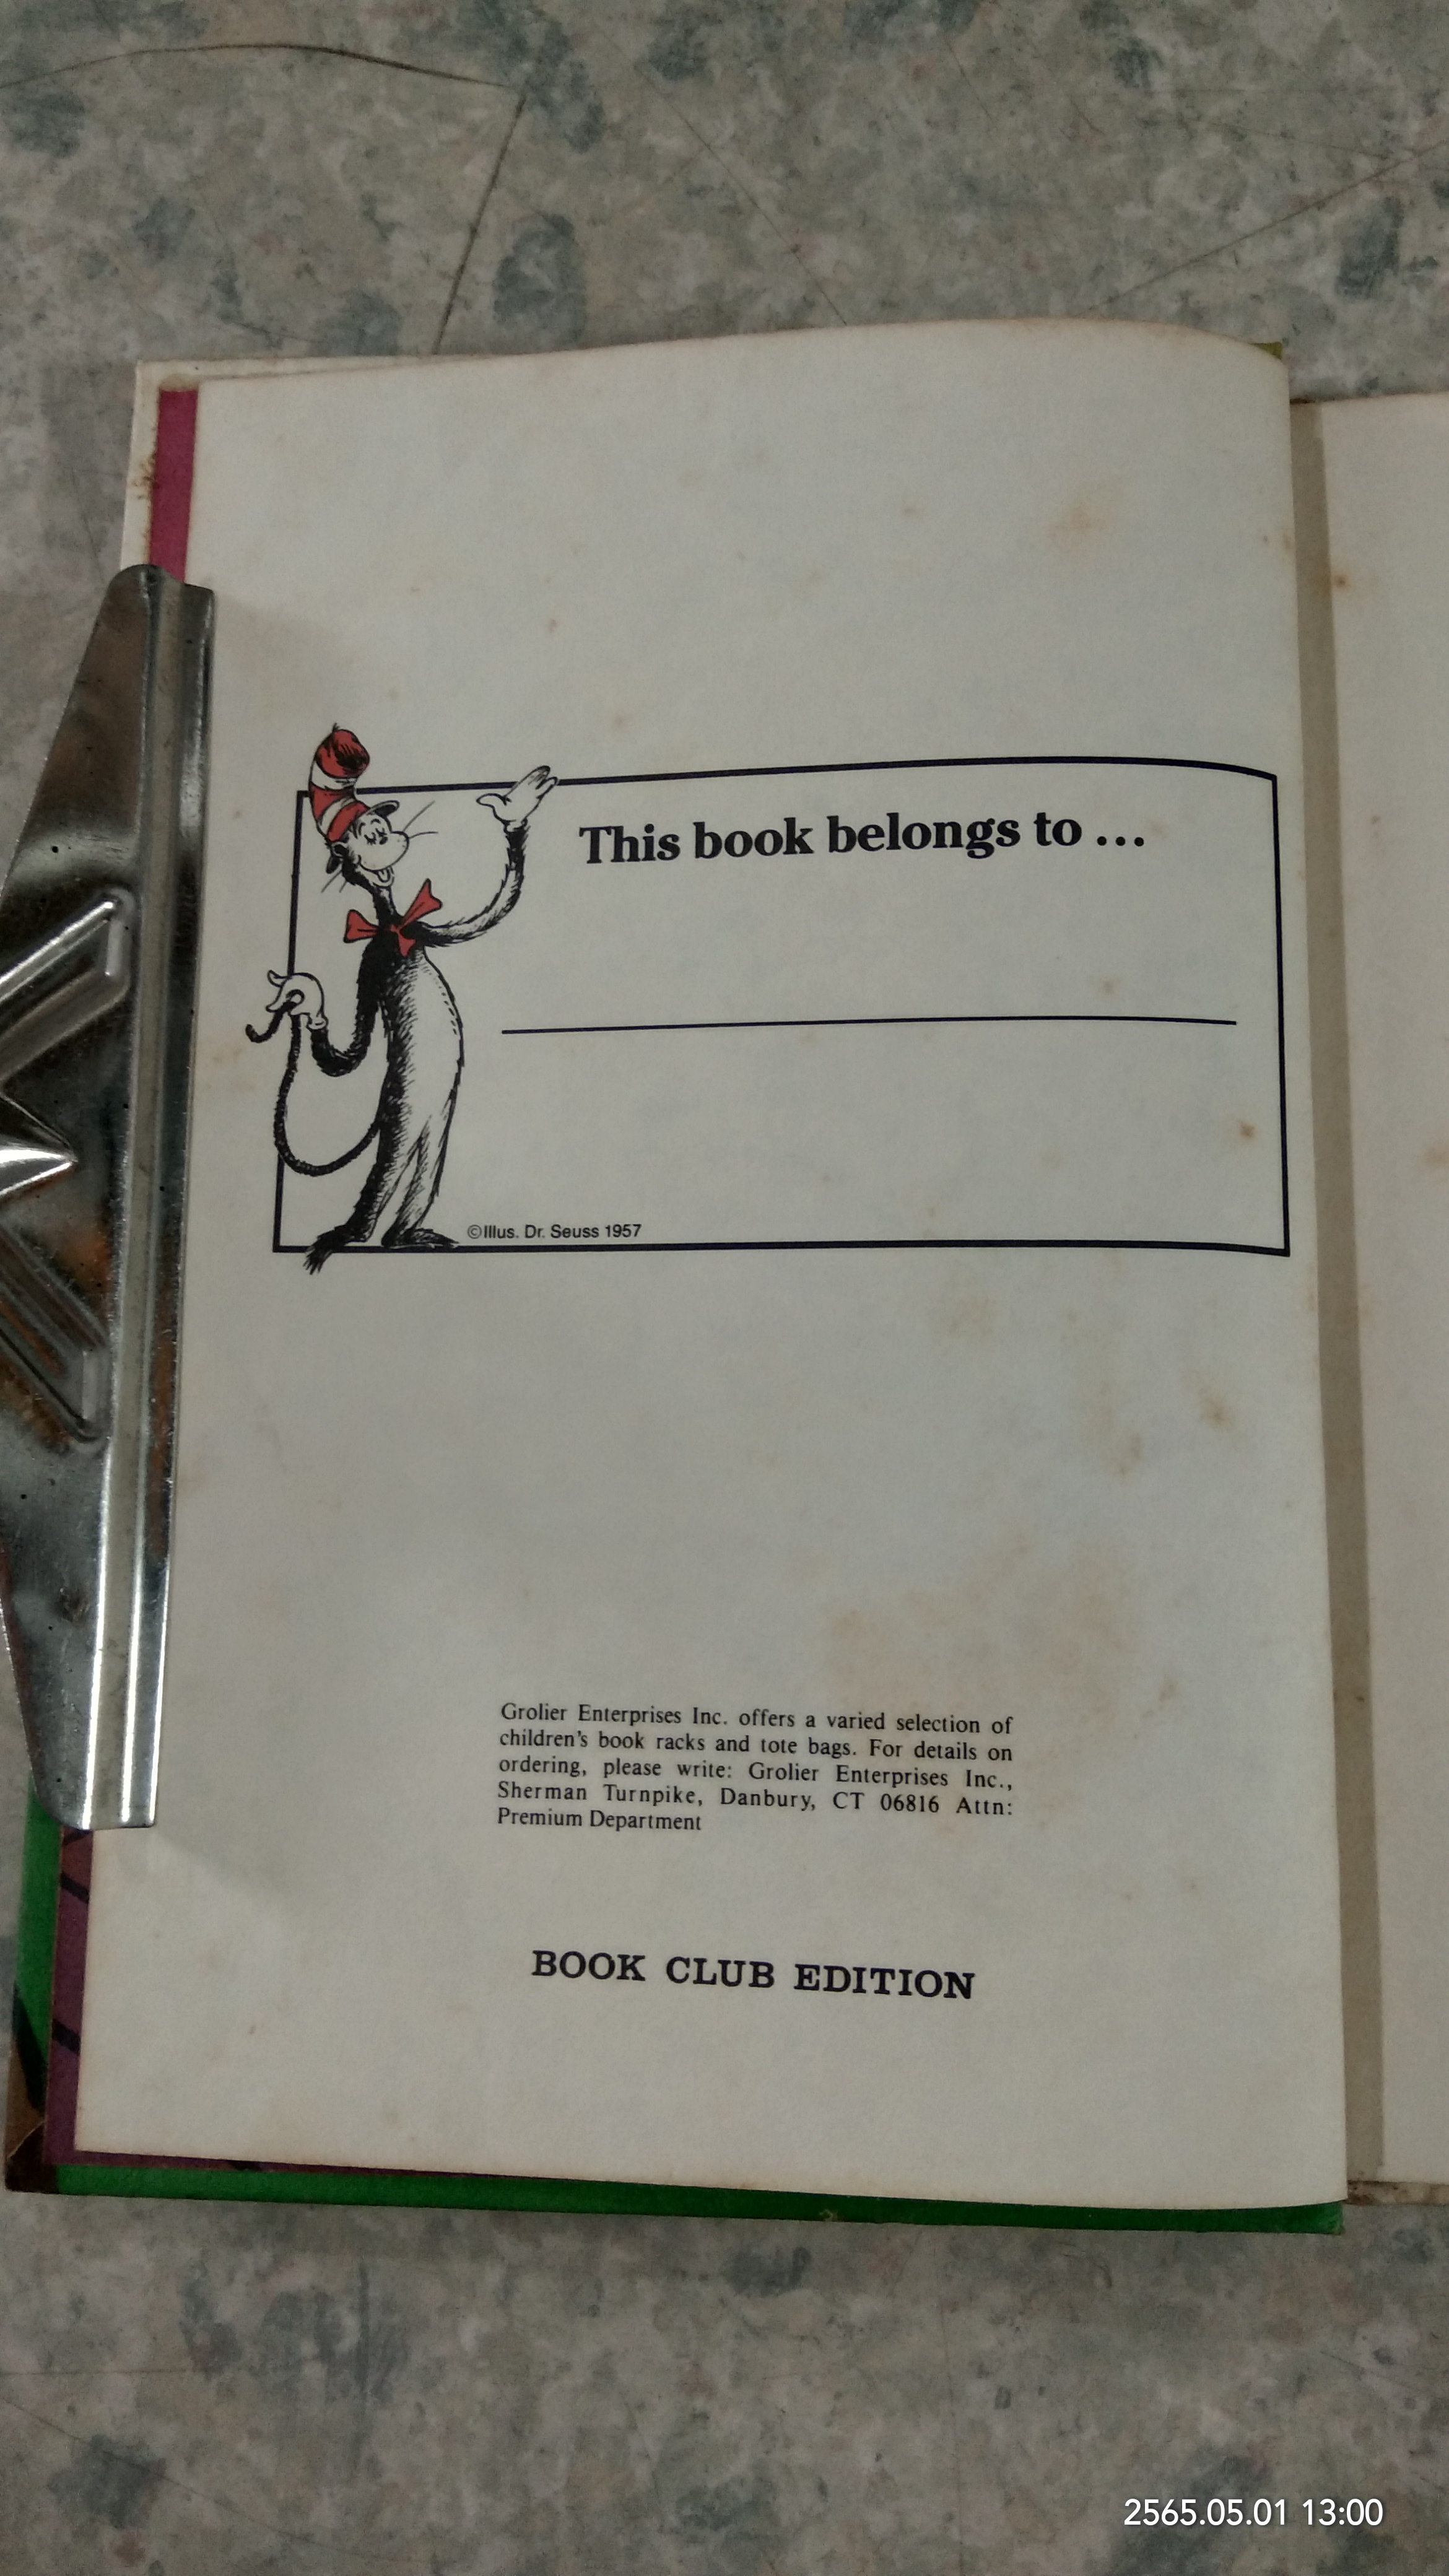 This book belongs to ...
©Illus. Dr. Seuss 1957
Grolier Enterprises Inc. offers a varied selection of
children's book racks and tote bags. For details on
ordering, please write: Grolier Enterprises Inc.,
Sherman Turnpike, Danbury, CT 06816 Attn:
Premium Department
BOOK CLUB EDITION
2565.05.01 13:00